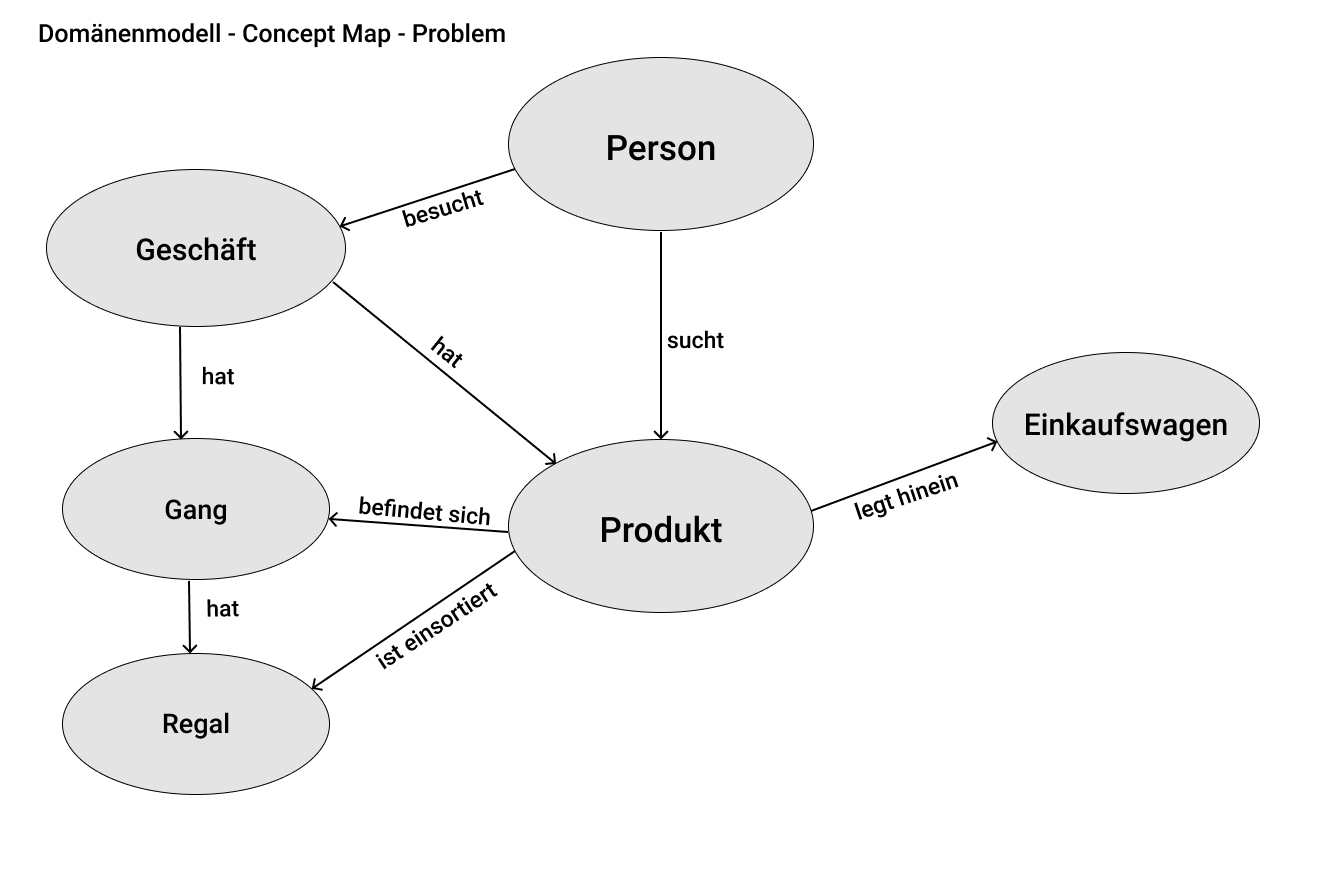 Domänenmodell - Concept Map - Problem
Person
besucht
Geschäft
hat
sucht
hat
Einkaufswagen
legt hinein
befindet sich
Gang
Produkt
hat
ist einsortiert
Regal